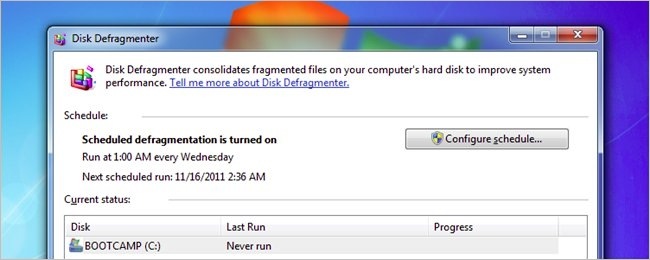 Disk Defragmenter
Disk Defragmenter consolidates fragmented files on your computer's hard disk to improve system
performance. Tell me more about Disk Defragmenter.
Schedule:
Scheduled defragmentation is turned on
Configure schedule...
Run at 1:00 AM every Wednesday
Next scheduled run: 11/16/2011 2:36 AM
Current status:
Disk Last Run Progress
BOOTCAMP (C:) Never run